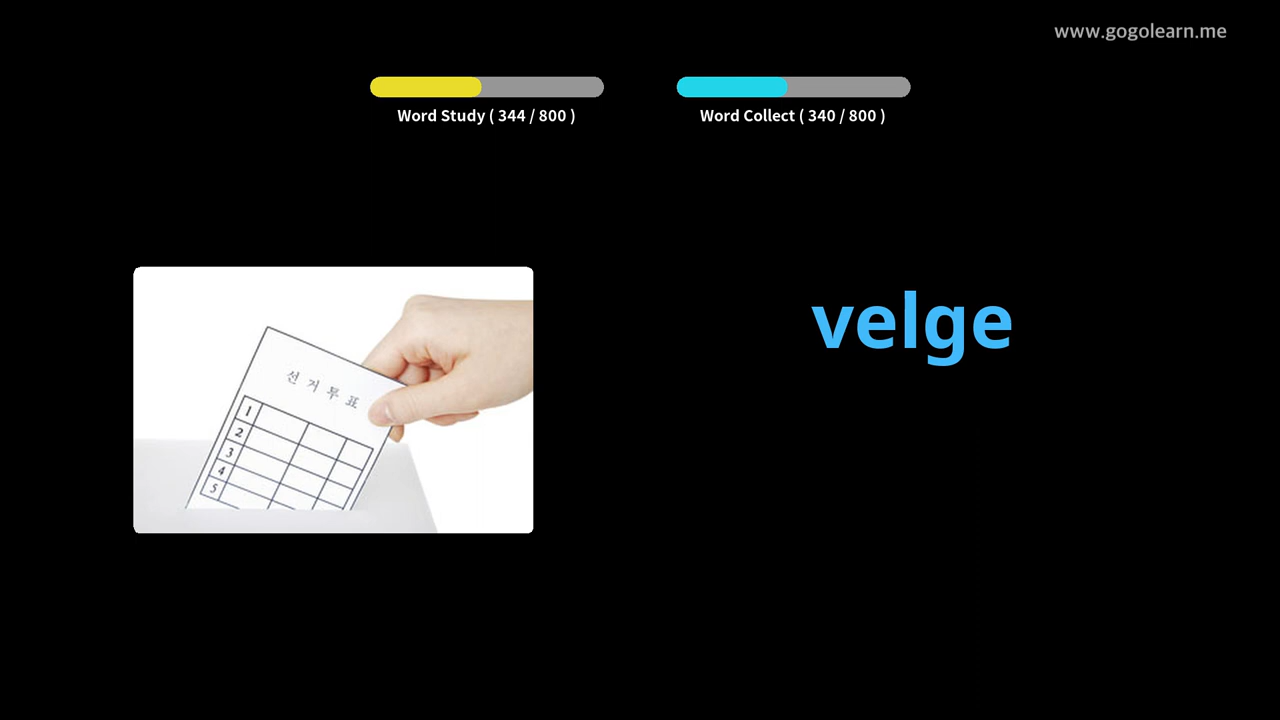 www.gogolearn.me
Word Study ( 344 / 800 )
Word Collect ( 340 / 800 )
velge
선거투표
1
2
3
4
5